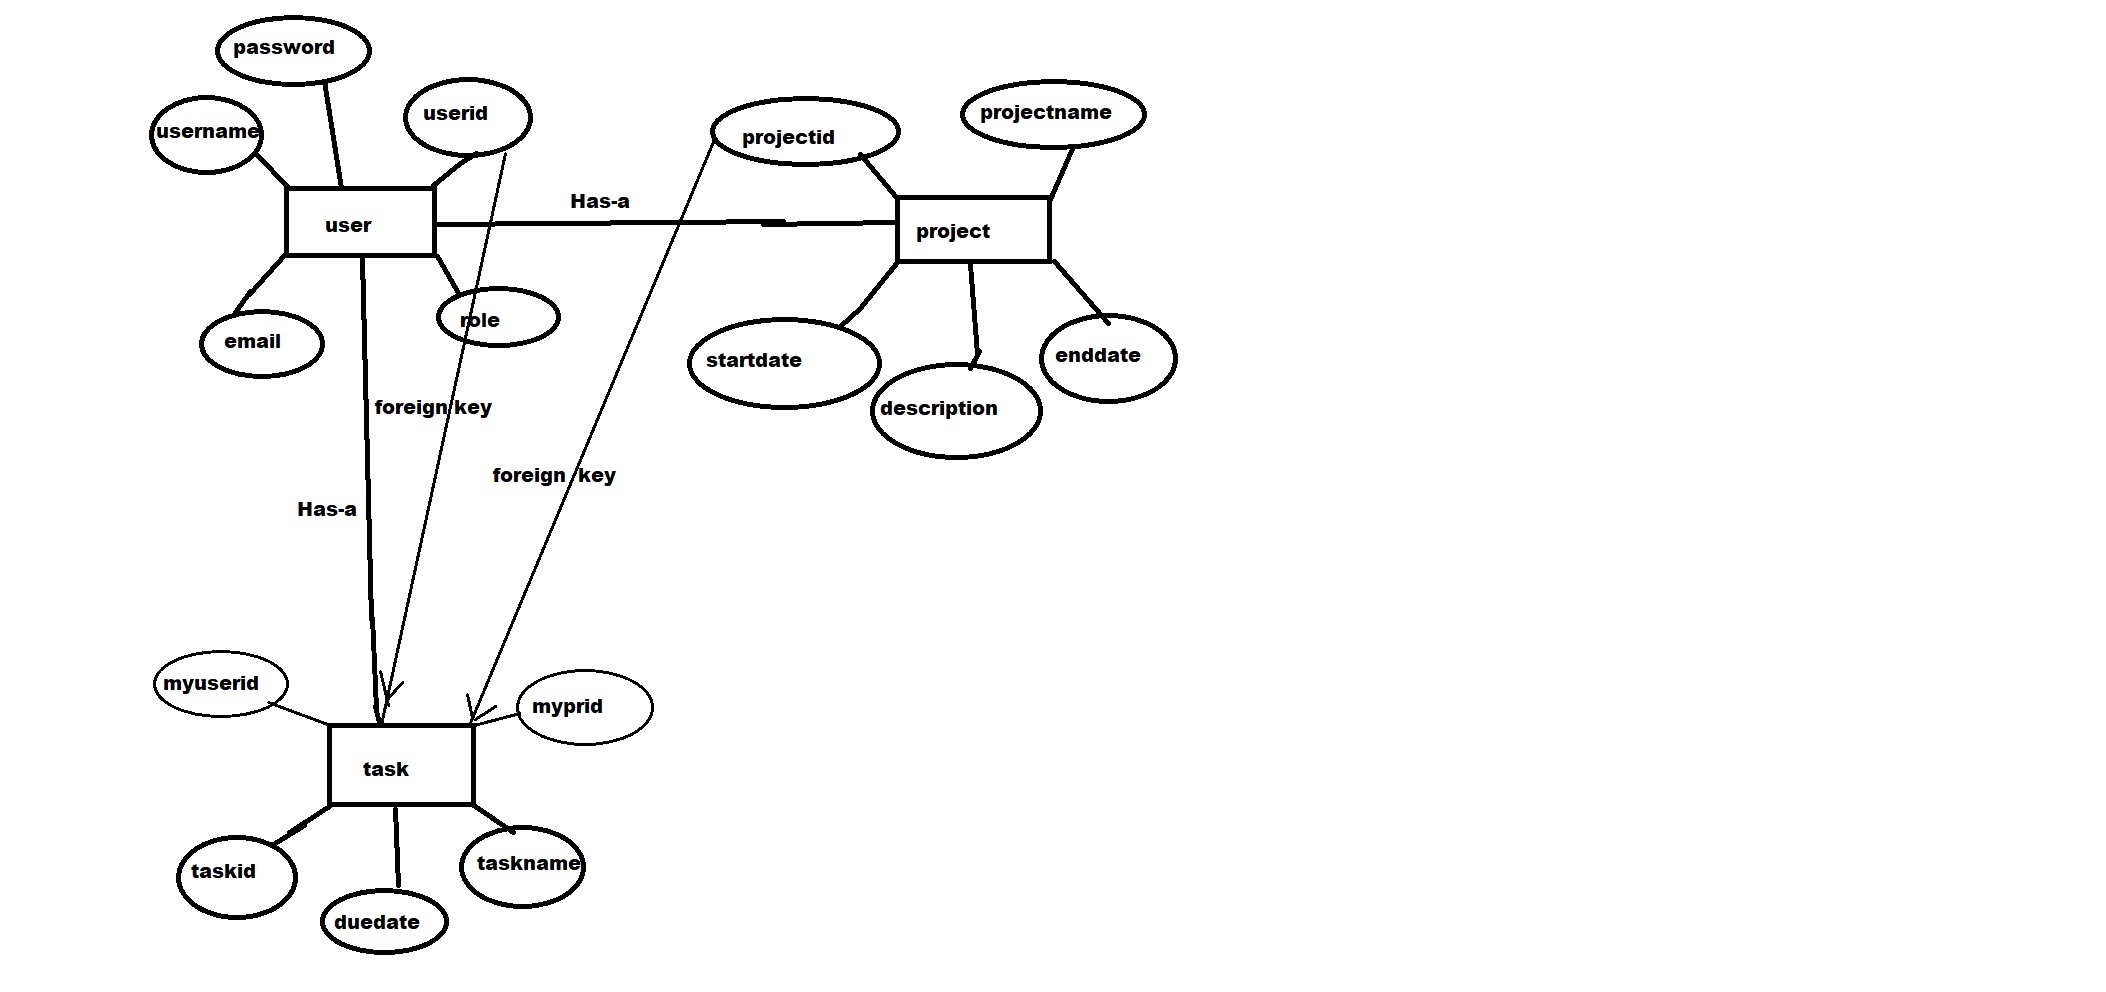 password
username
userid
projectid
projectname
Has-a
user
project
email
role
startdate
description
enddate
foreign key
foreign key
Has-a
myuserid
myprid
task
taskid
taskname
duedate